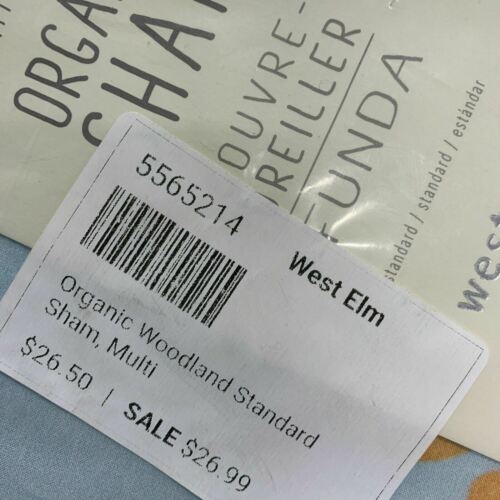 ORGA
SHA
OUVRE-
OREILLER
FUNDA
standard / standard / estándar
west
5565214
West Elm
Organic Woodland Standard
Sham, Multi
$26.50 | SALE $26.99